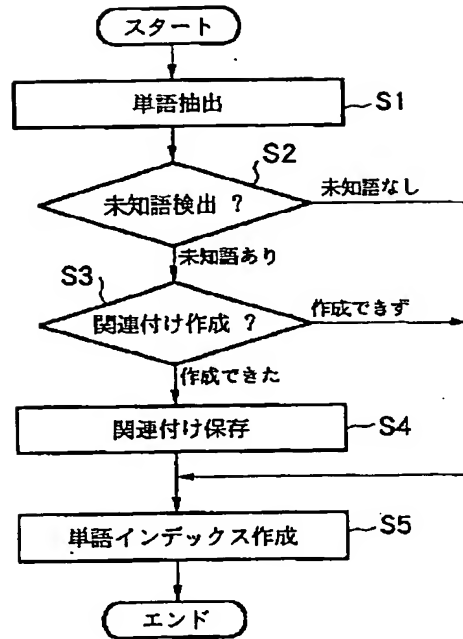 スタート
単語抽出
S1
S2
未知語検出 ?
未知語なし
未知語あり
S3
関連付け作成 ?
作成できず
作成できた
関連付け保存
S4
単語インデックス作成
S5
エンド